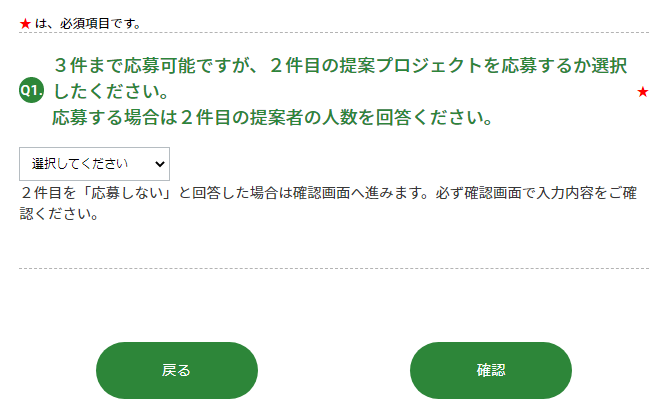 ★ は、必須項目です。
Q1.
３件まで応募可能ですが、２件目の提案プロジェクトを応募するか選択
したください。
応募する場合は２件目の提案者の人数を回答ください。
★
選択してください
２件目を「応募しない」と回答した場合は確認画面へ進みます。必ず確認画面で入力内容をご確
認ください。
戻る
確認